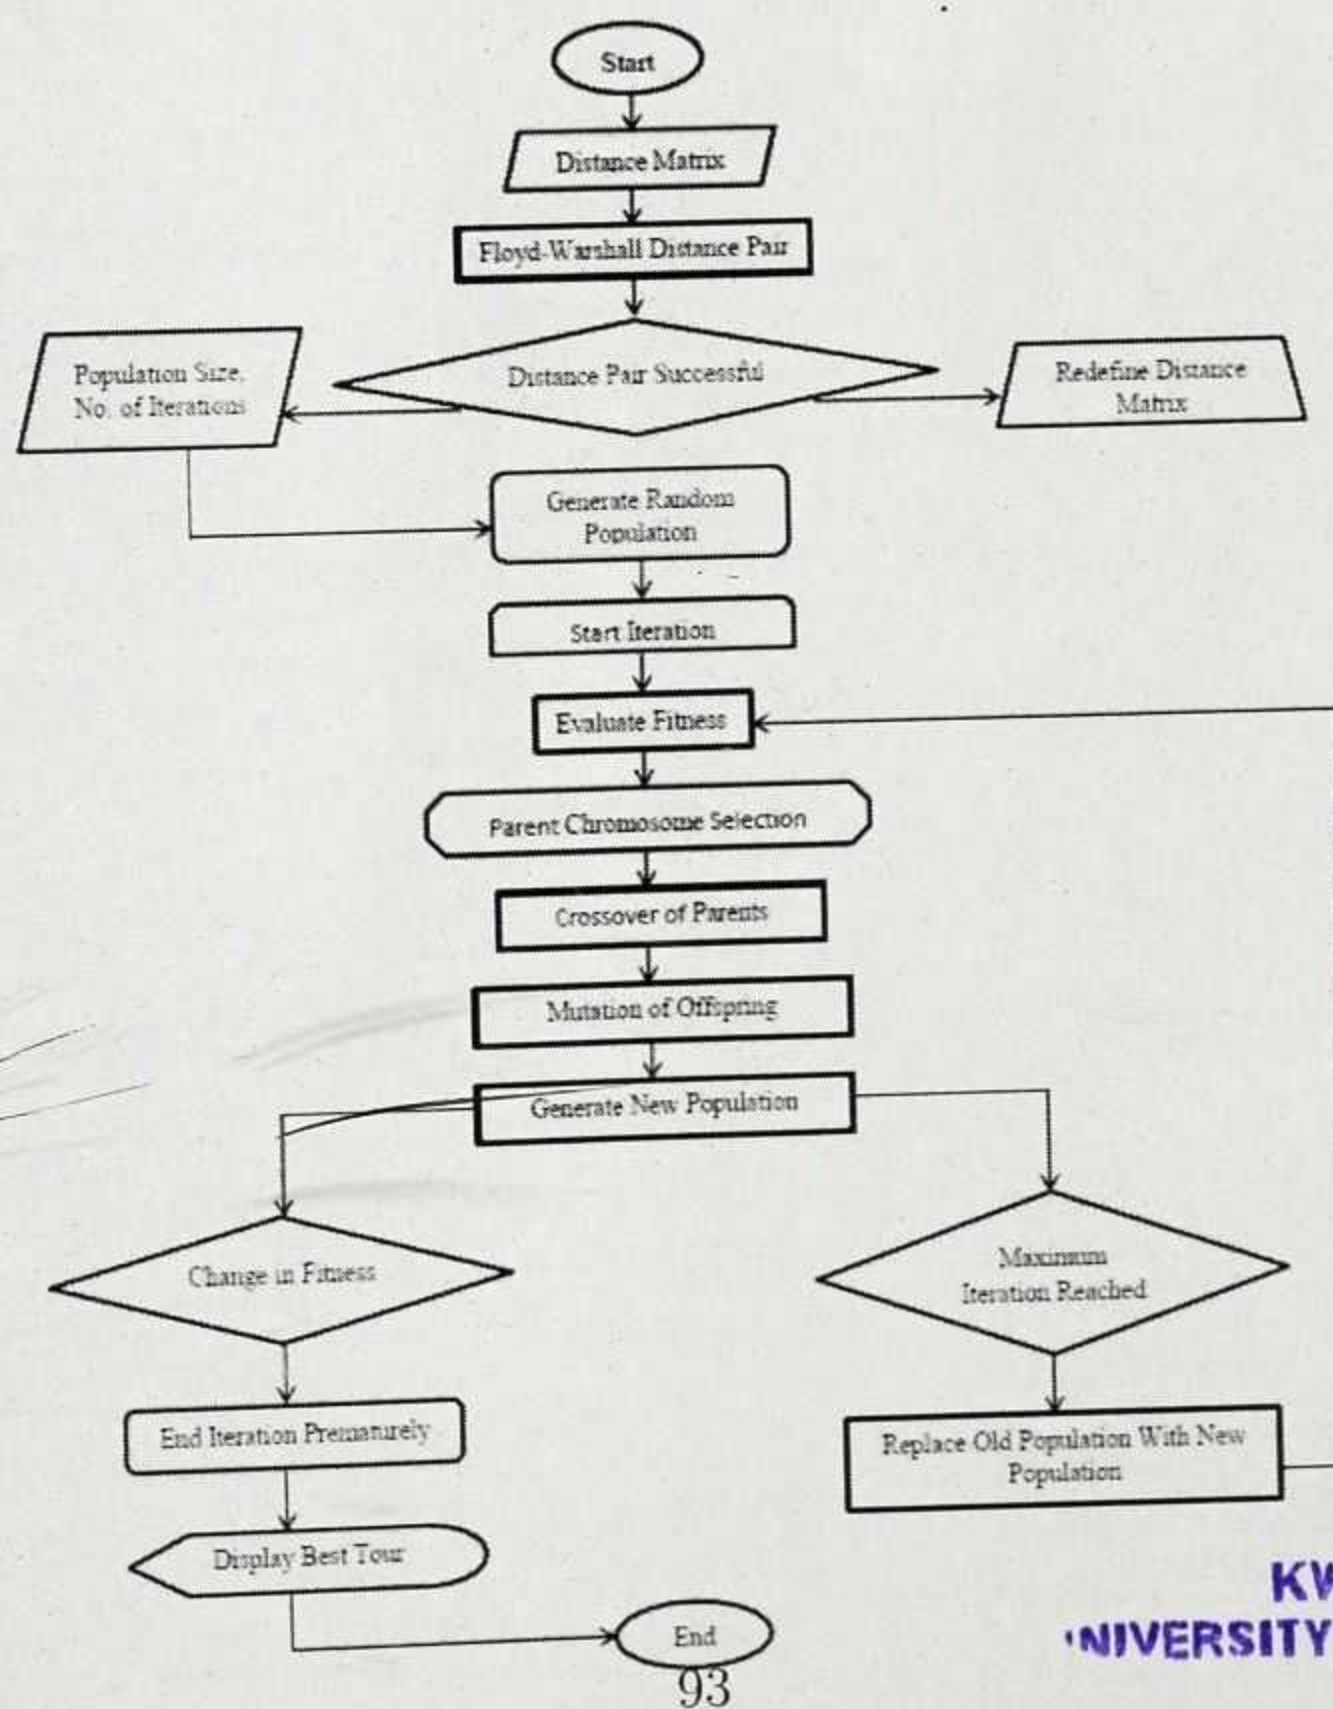 Start
Distance Matrix
Floyd-Warshall Distance Pair
Distance Pair Successful
Population Size,
No. of Iterations
Redefine Distance
Matrix
Generate Random
Population
Start Iteration
Evaluate Fitness
Parent Chromosome Selection
Crossover of Parents
Mutation of Offspring
Generate New Population
Change in Fitness
Maximum
Iteration Reached
End Iteration Prematurely
Replace Old Population With New
Population
Display Best Tour
End
93
KW
NIVERSITY